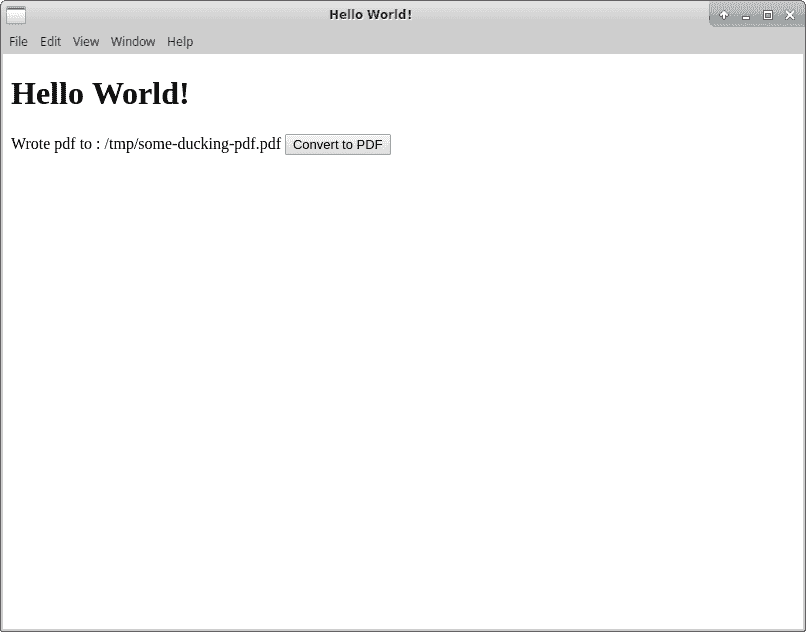 Hello World!
File Edit View Window Help
Hello World!
Wrote pdf to : /tmp/some-ducking-pdf.pdf Convert to PDF